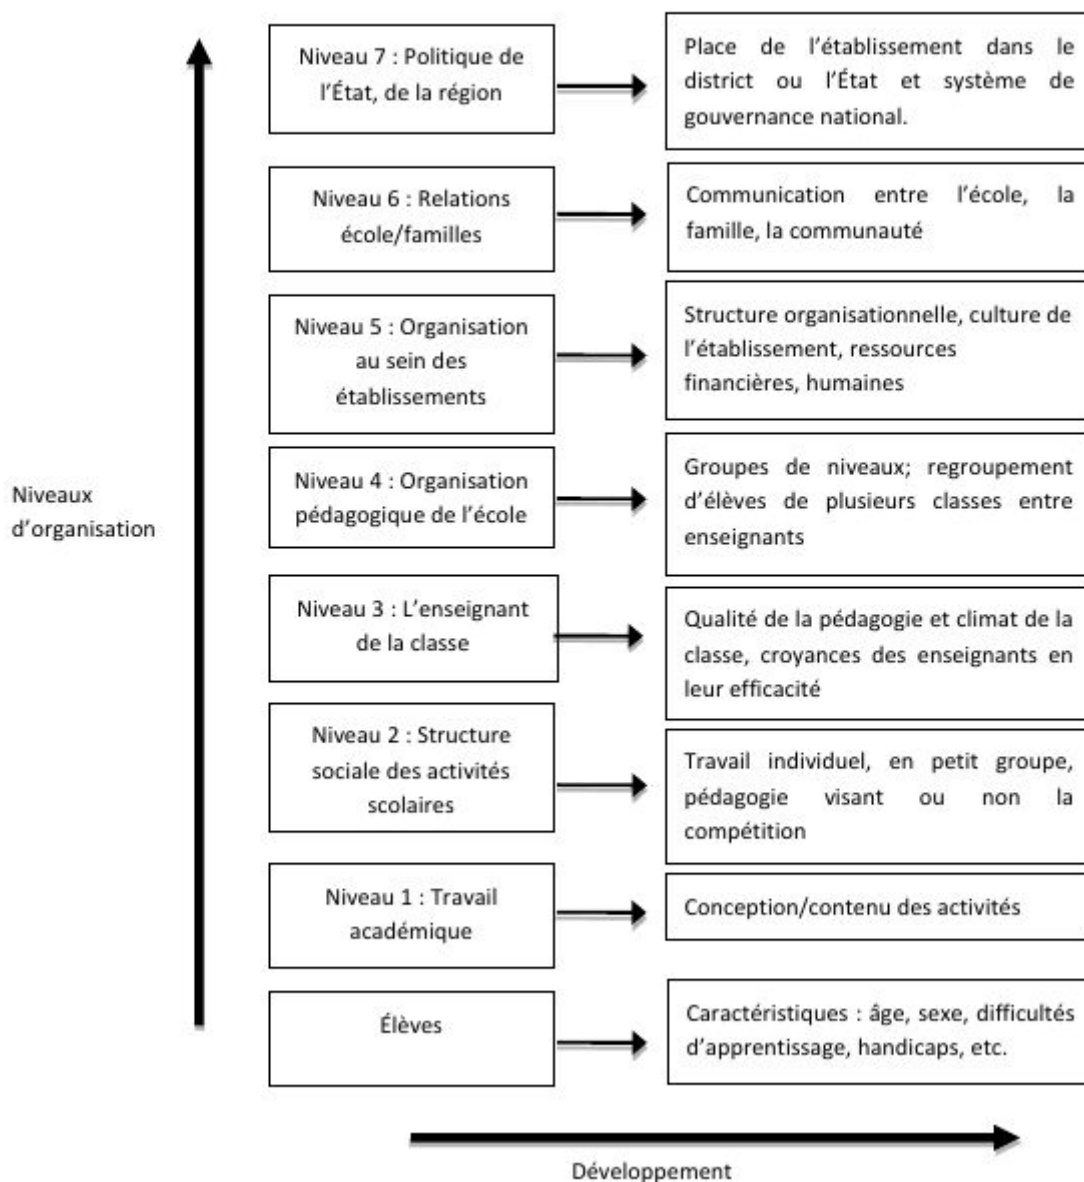 Niveau 7 : Politique de
l’État, de la région
Place de l’établissement dans le
district ou l’État et système de
gouvernance national.
Niveau 6 : Relations
école/familles
Communication entre l’école, la
famille, la communauté
Niveau 5 : Organisation
au sein des
établissements
Structure organisationnelle, culture de
l’établissement, ressources
financières, humaines
Niveaux
d’organisation
Niveau 4 : Organisation
pédagogique de l’école
Groupes de niveaux; regroupement
d’élèves de plusieurs classes entre
enseignants
Niveau 3 : L’enseignant
de la classe
Qualité de la pédagogie et climat de la
classe, croyances des enseignants en
leur efficacité
Niveau 2 : Structure
sociale des activités
scolaires
Travail individuel, en petit groupe,
pédagogie visant ou non la
compétition
Niveau 1 : Travail
académique
Conception/contenu des activités
Élèves
Caractéristiques : âge, sexe, difficultés
d’apprentissage, handicaps, etc.
Développement